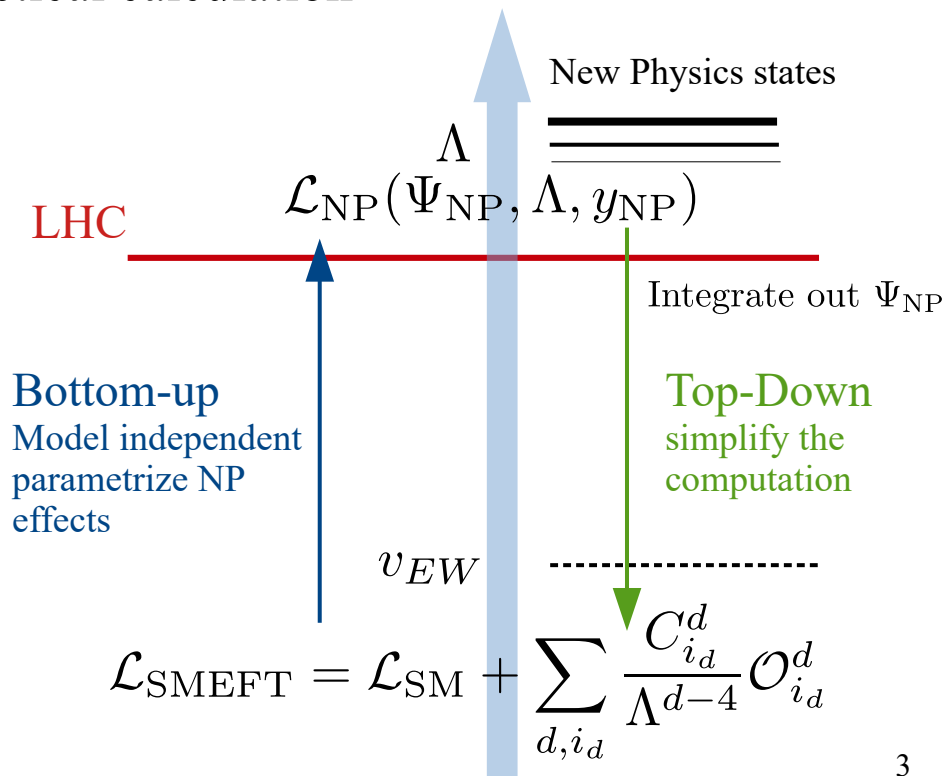 New Physics states
Λ
ℒ_NP(Ψ_NP, Λ, y_NP)
LHC
Integrate out Ψ_NP
Bottom-up
Model independent
parametrize NP
effects
Top-Down
simplify the
computation
v_EW
ℒ_SMEFT = ℒ_SM + ∑_{d,i_d} C^d_{i_d}/Λ^{d−4} 𝒪^d_{i_d}
3